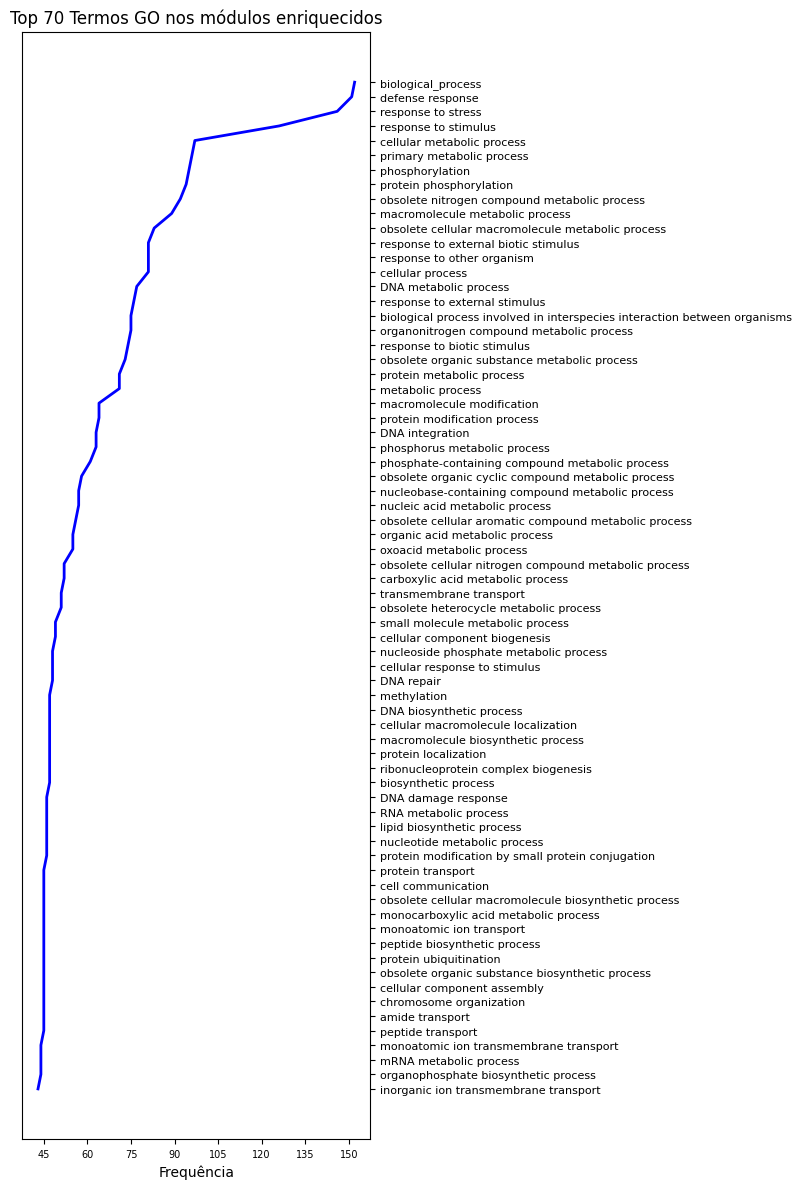 Top 70 Termos GO nos módulos enriquecidos
biological_process
defense response
response to stress
response to stimulus
cellular metabolic process
primary metabolic process
phosphorylation
protein phosphorylation
obsolete nitrogen compound metabolic process
macromolecule metabolic process
obsolete cellular macromolecule metabolic process
response to external biotic stimulus
response to other organism
cellular process
DNA metabolic process
response to external stimulus
biological process involved in interspecies interaction between organisms
organonitrogen compound metabolic process
response to biotic stimulus
obsolete organic substance metabolic process
protein metabolic process
metabolic process
macromolecule modification
protein modification process
DNA integration
phosphorus metabolic process
phosphate-containing compound metabolic process
obsolete organic cyclic compound metabolic process
nucleobase-containing compound metabolic process
nucleic acid metabolic process
obsolete cellular aromatic compound metabolic process
organic acid metabolic process
oxoacid metabolic process
obsolete cellular nitrogen compound metabolic process
carboxylic acid metabolic process
transmembrane transport
obsolete heterocycle metabolic process
small molecule metabolic process
cellular component biogenesis
nucleoside phosphate metabolic process
cellular response to stimulus
DNA repair
methylation
DNA biosynthetic process
cellular macromolecule localization
macromolecule biosynthetic process
protein localization
ribonucleoprotein complex biogenesis
biosynthetic process
DNA damage response
RNA metabolic process
lipid biosynthetic process
nucleotide metabolic process
protein modification by small protein conjugation
protein transport
cell communication
obsolete cellular macromolecule biosynthetic process
monocarboxylic acid metabolic process
monoatomic ion transport
peptide biosynthetic process
protein ubiquitination
obsolete organic substance biosynthetic process
cellular component assembly
chromosome organization
amide transport
peptide transport
monoatomic ion transmembrane transport
mRNA metabolic process
organophosphate biosynthetic process
inorganic ion transmembrane transport
45 60 75 90 105 120 135 150
Frequência